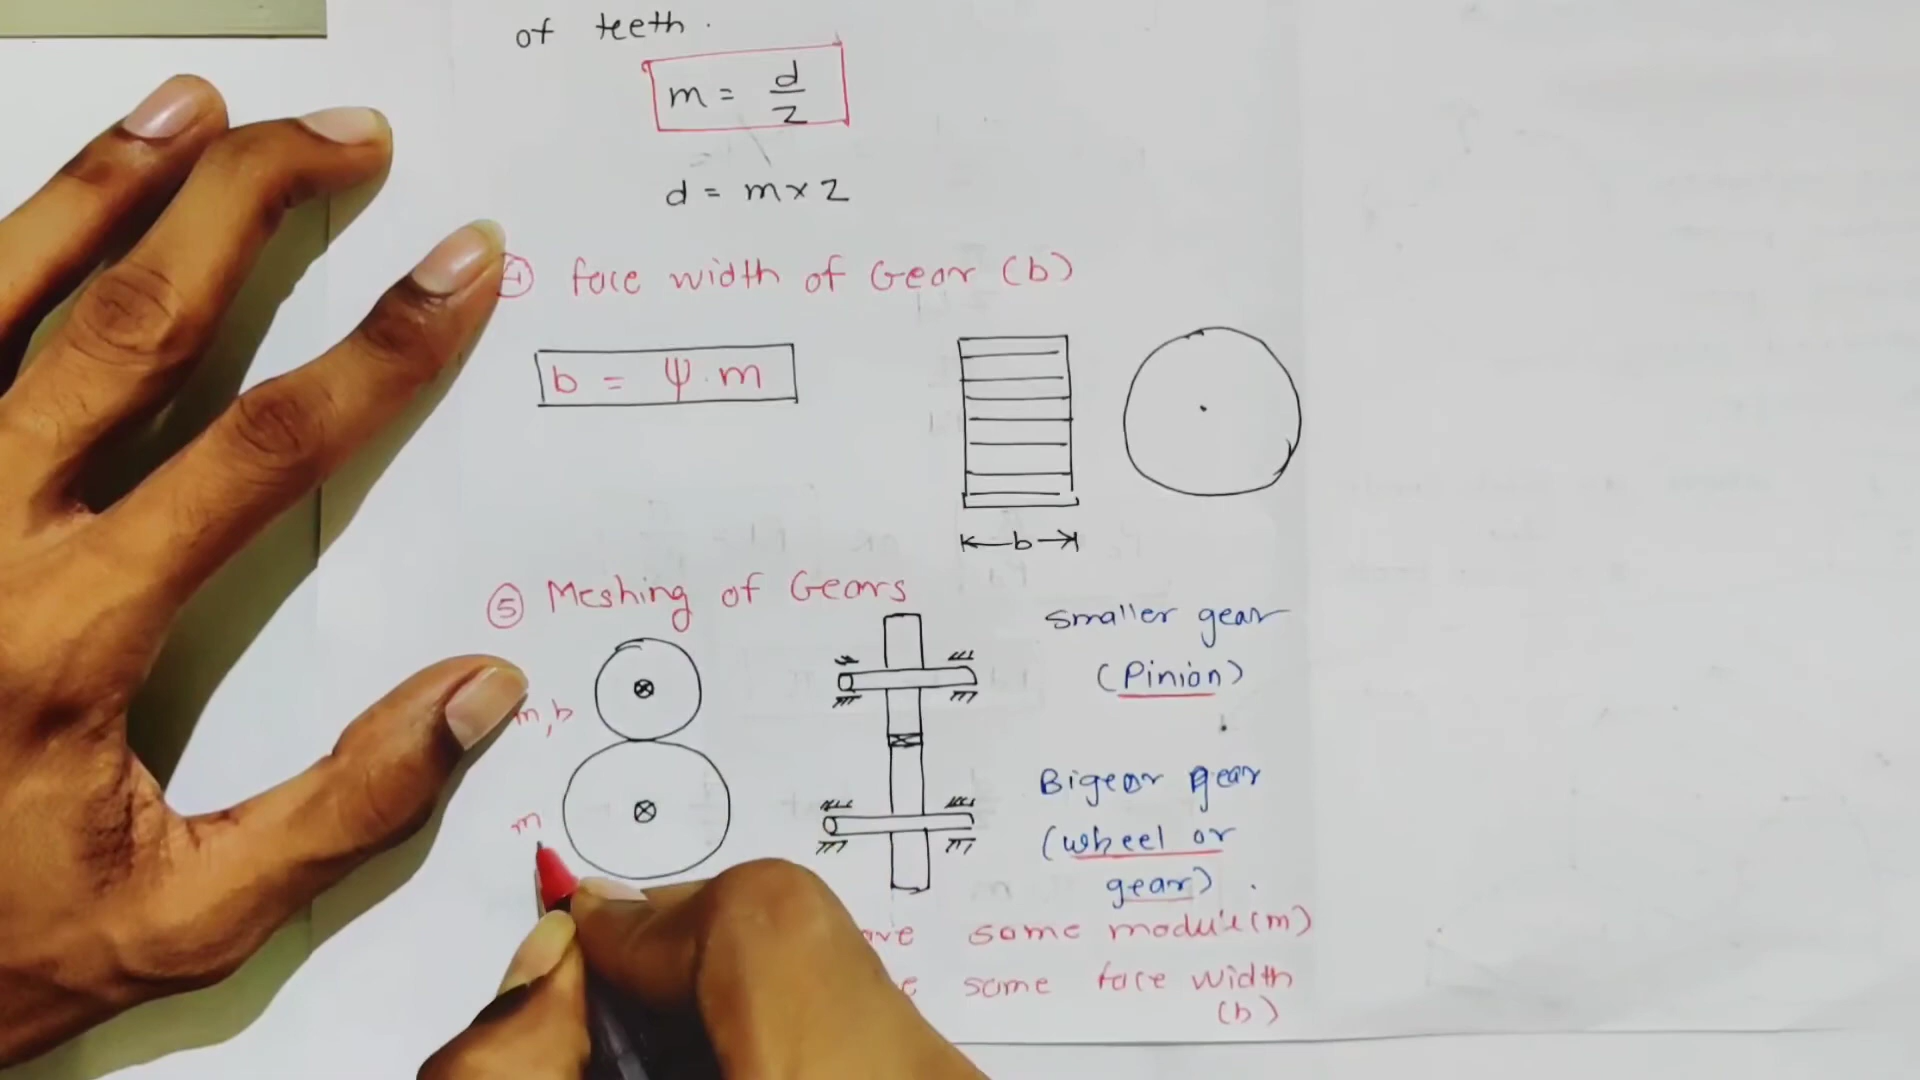 of teeth.
m = d/z
d = m x z
④ face width of Gear (b)
b = ψ.m
b
⑤ Meshing of Gears
smaller gear
(Pinion)
m, b
Bigear gear
m
(wheel or
gear).
same module (m)
same face width
(b)